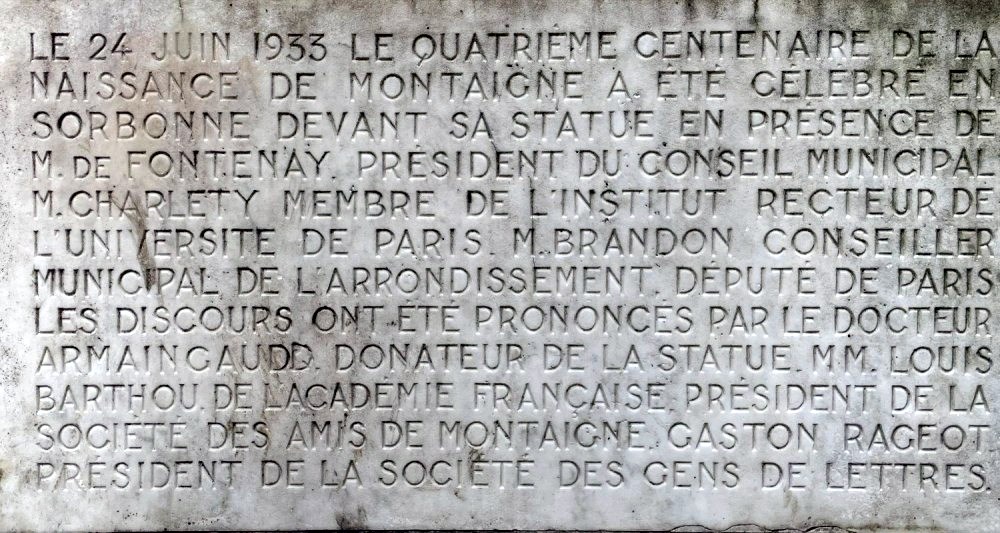 LE 24 JUIN 1933 LE QUATRIÉME CENTENAIRE DE LA
NAISSANCE DE MONTAIGNE A ÉTÉ CÉLÉBRÉ EN
SORBONNE DEVANT SA STATUE EN PRÉSENCE DE
M. DE FONTENAY. PRÉSIDENT DU CONSEIL MUNICIPAL
M. CHARLETY MEMBRE DE L'INSTITUT RECTEUR DE
L'UNIVERSITE DE PARIS M. BRANDON CONSEILLER
MUNICIPAL DE L'ARRONDISSEMENT. DÉPUTÉ DE PARIS
LES DISCOURS ONT ÉTÉ PRONONCÉS PAR LE DOCTEUR
ARMAINGAUDD. DONATEUR DE LA STATUE. M.M. LOUIS
BARTHOU. DE L'ACADÉMIE FRANÇAISE. PRÉSIDENT DE LA
SOCIÉTÉ DES AMIS DE MONTAIGNE. GASTON RAGEOT
PRÉSIDENT DE LA SOCIÉTÉ DES GENS DE LETTRES.